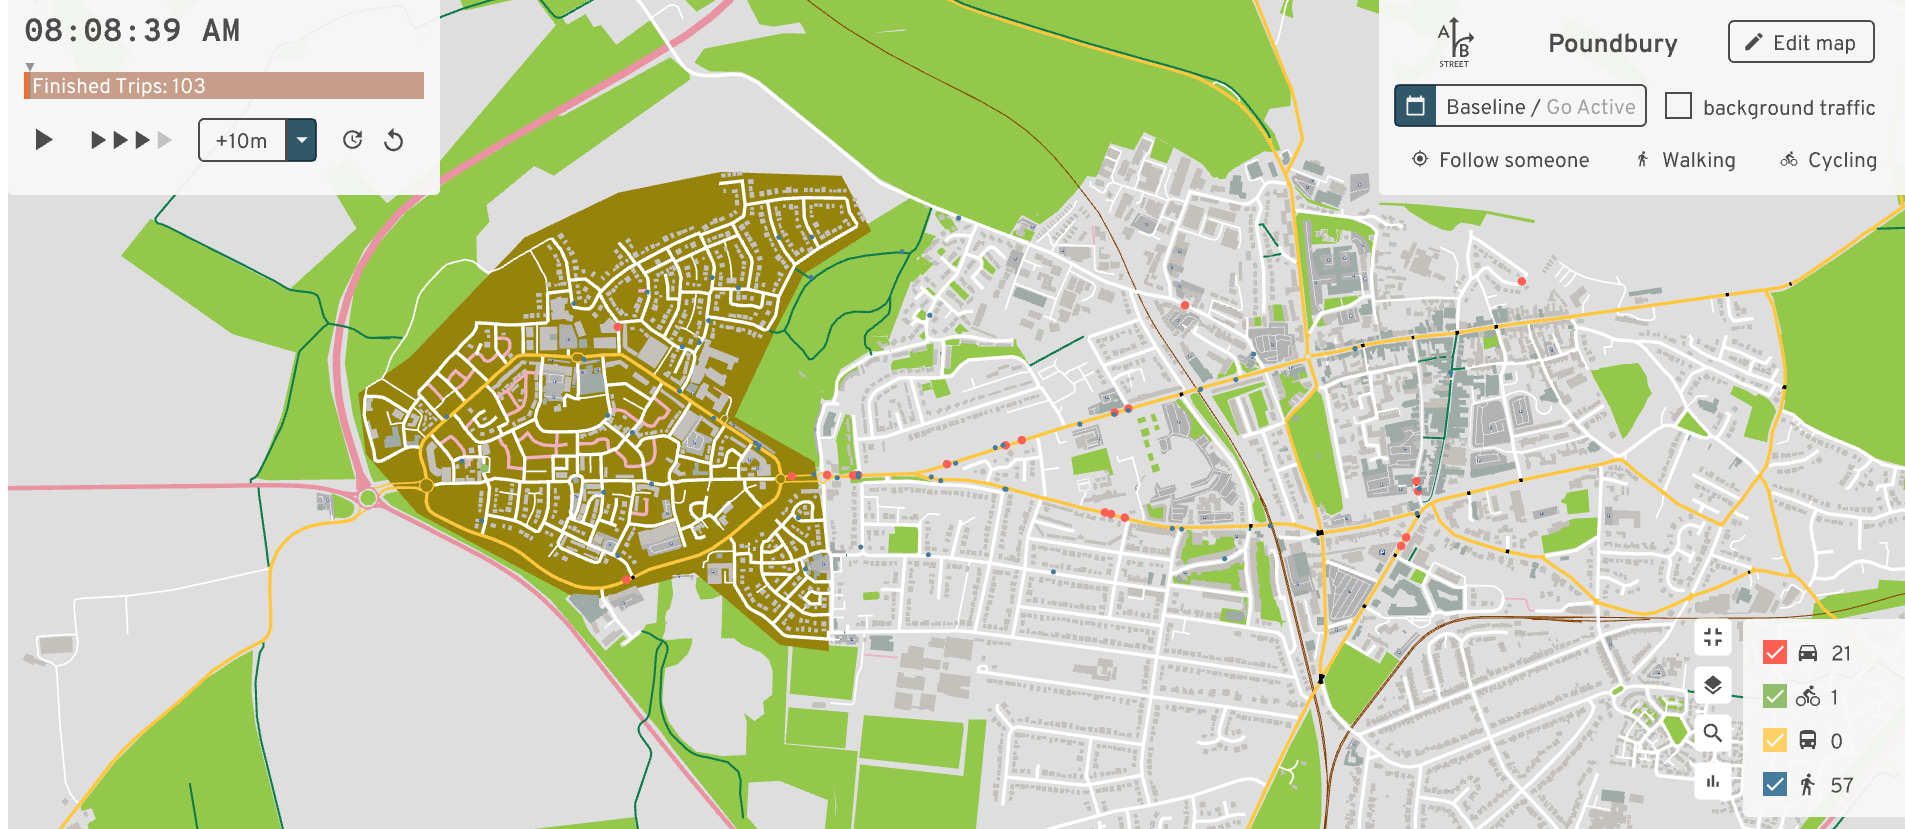 08:08:39 AM
Finished Trips: 103
+10m
A
B
STREET
Poundbury
Edit map
Baseline / Go Active
background traffic
Follow someone
Walking
Cycling
P
21
1
0
57